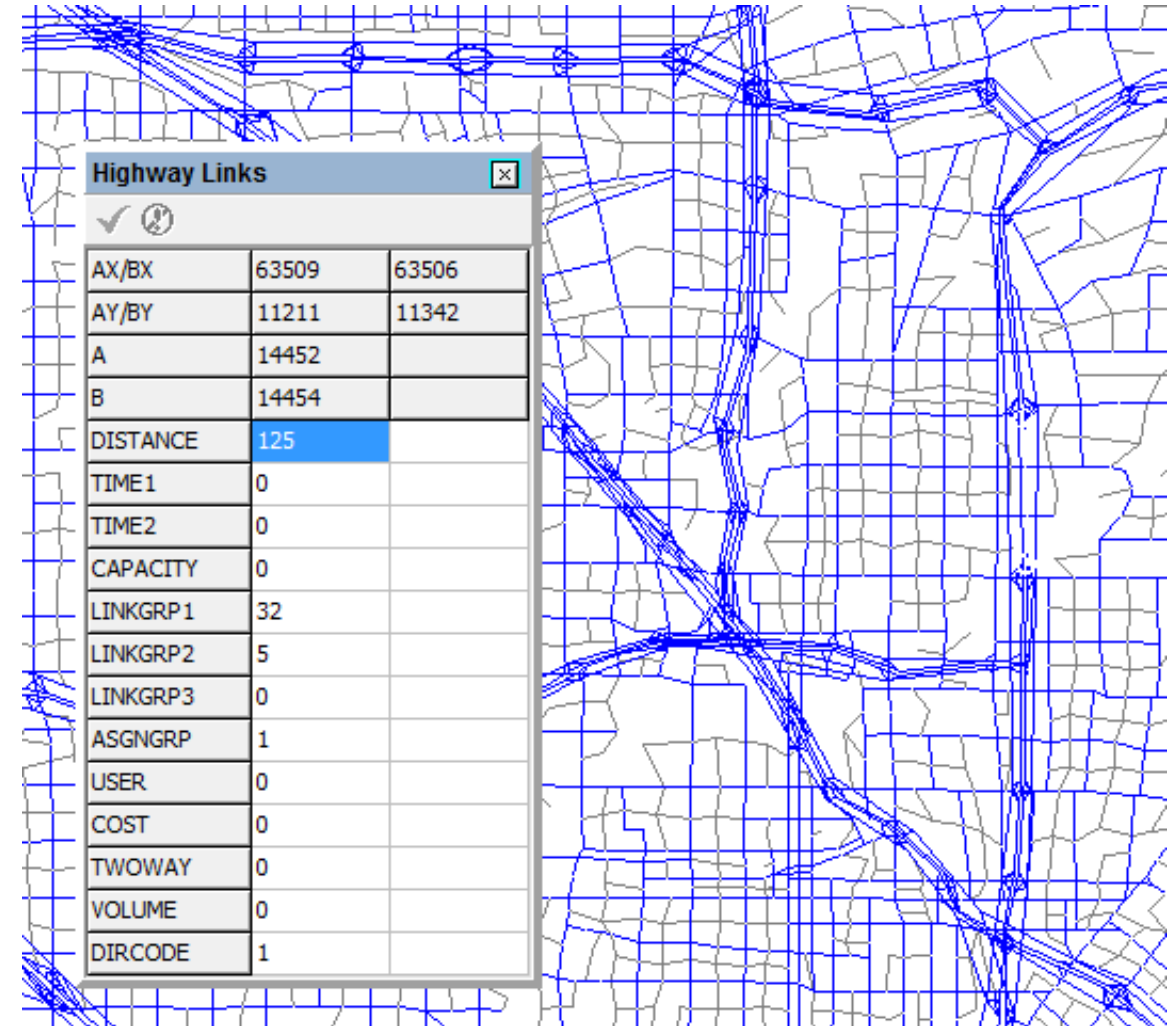 Highway Links
AX/BX 63509 63506
AY/BY 11211 11342
A 14452
B 14454
DISTANCE 125
TIME1 0
TIME2 0
CAPACITY 0
LINKGRP1 32
LINKGRP2 5
LINKGRP3 0
ASGNGRP 1
USER 0
COST 0
TWOWAY 0
VOLUME 0
DIRCODE 1